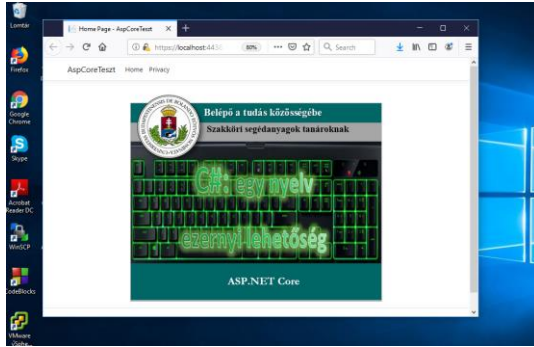 Lomtár
Home Page - AspCoreTeszt
Firefox
https://localhost:443
80%
Search
AspCoreTeszt Home Privacy
Google
Chrome
Skype
Acrobat
Reader DC
WinSCP
CodeBlocks
VMware
Belépő a tudás közösségébe
Szakköri segédanyagok tanároknak
C#: egy nyelv
ezernyi lehetőség
ASP.NET Core